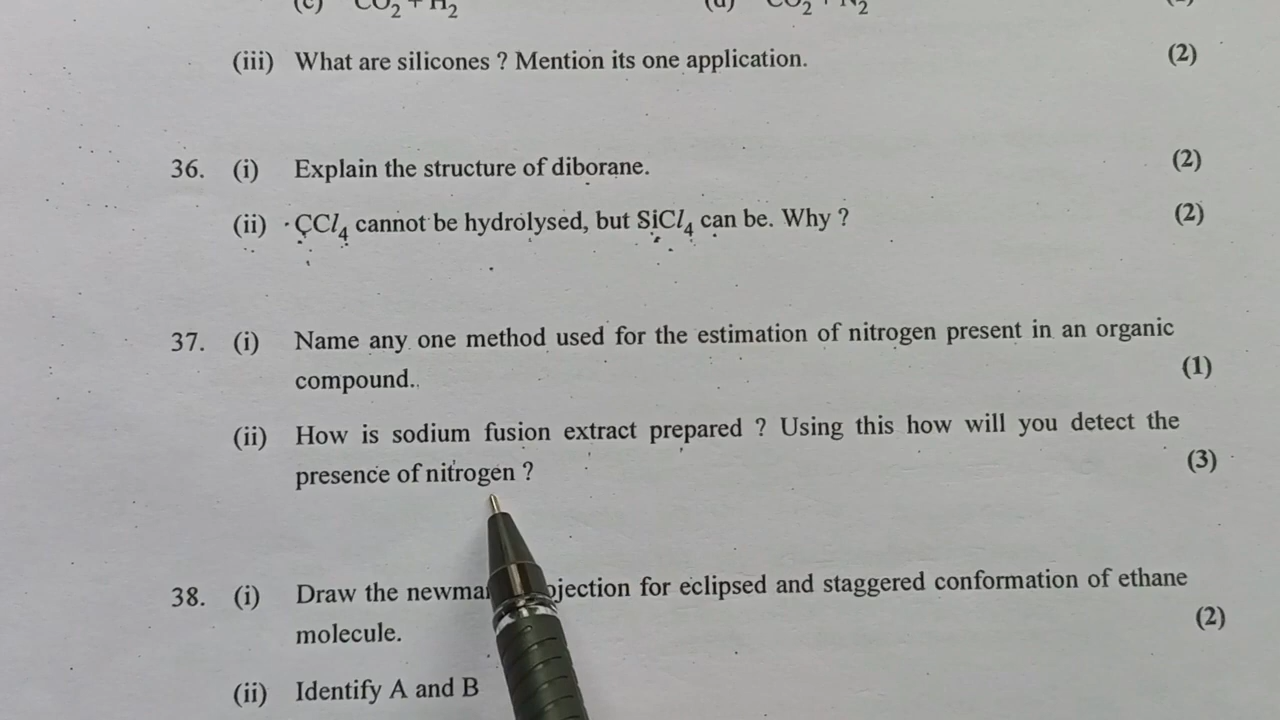 (c) CO2 + H2 (d) CO2 + N2
(iii) What are silicones ? Mention its one application. (2)
36. (i) Explain the structure of diborane. (2)
(ii) CCl4 cannot be hydrolysed, but SiCl4 can be. Why ? (2)
37. (i) Name any one method used for the estimation of nitrogen present in an organic
compound. (1)
(ii) How is sodium fusion extract prepared ? Using this how will you detect the
presence of nitrogen ? (3)
38. (i) Draw the for eclipsed and staggered conformation of ethane
molecule. (2)
(ii) Identify A and B